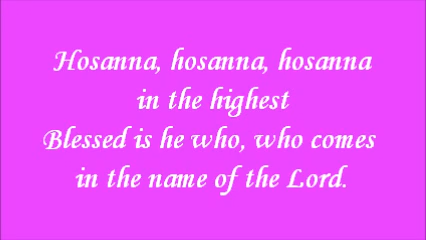 Hosanna, hosanna, hosanna
in the highest
Blessed is he who, who comes
in the name of the Lord.